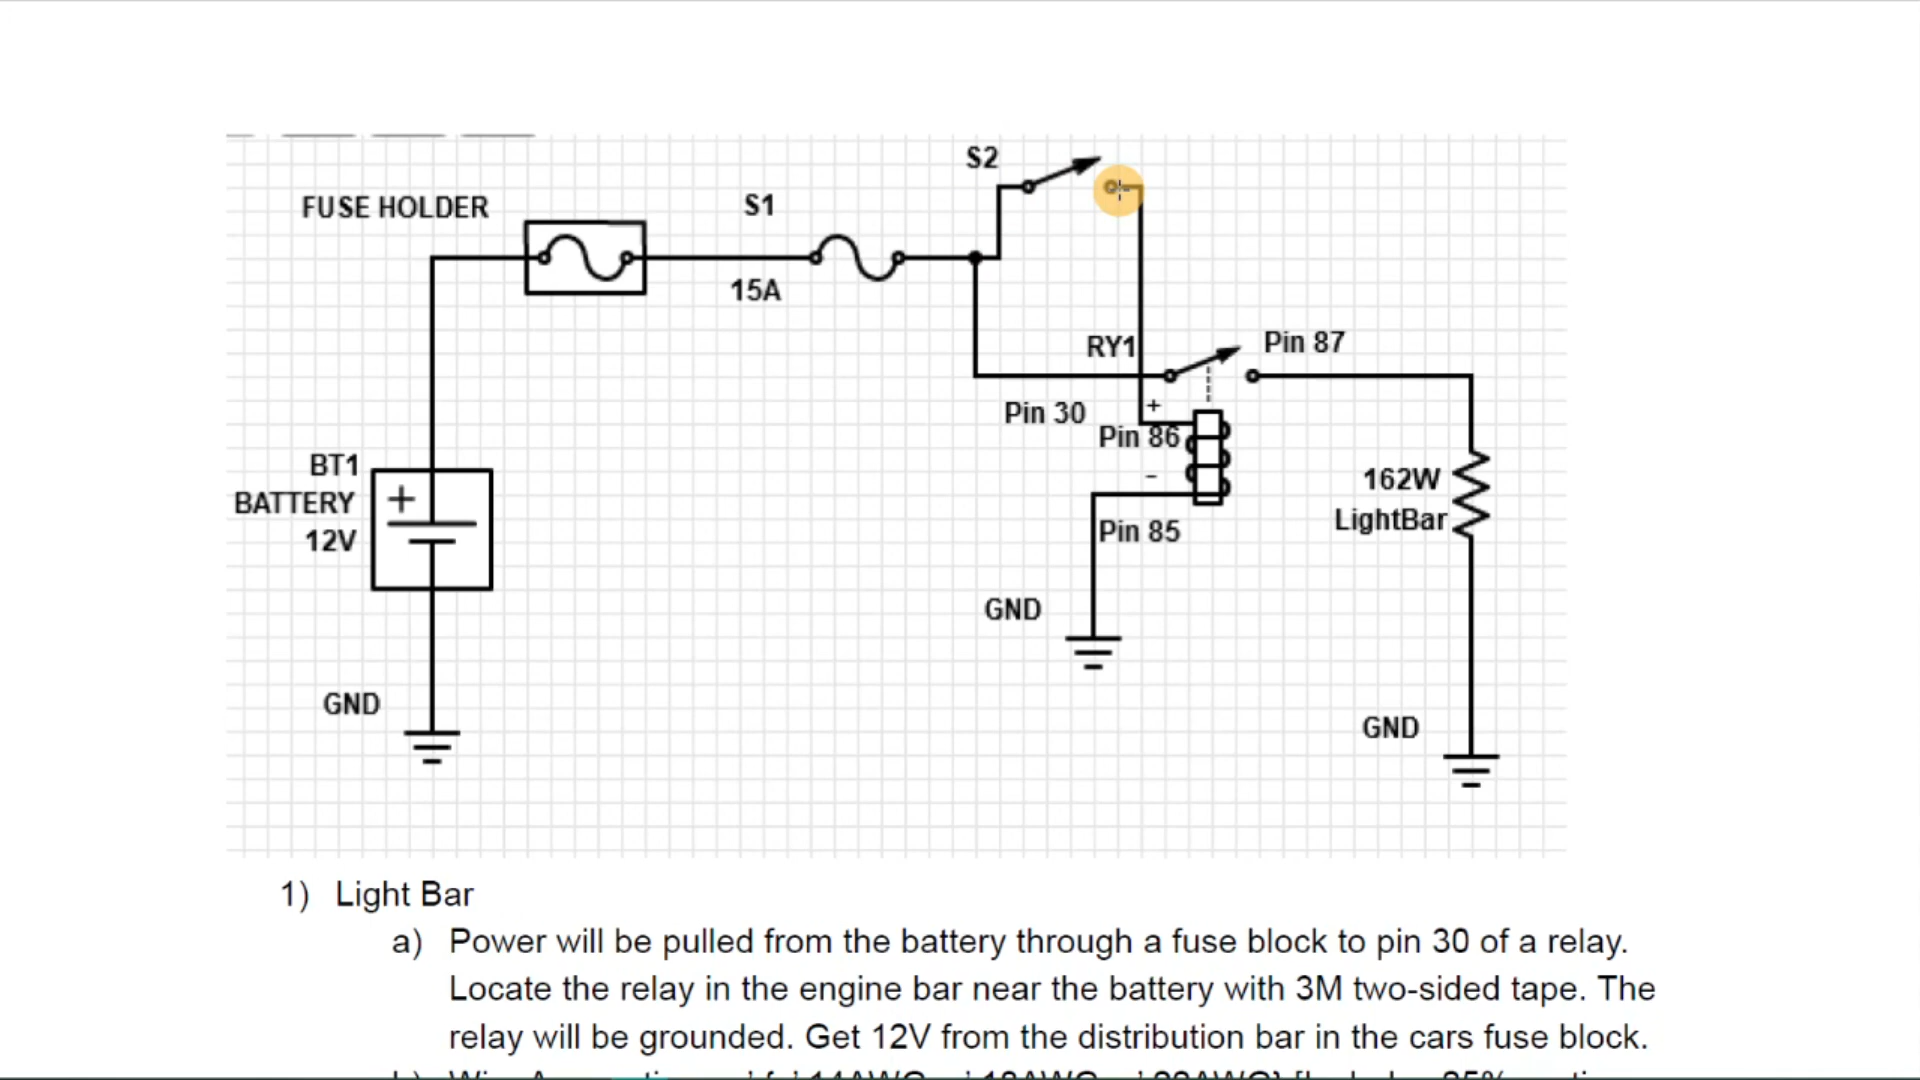 S2
FUSE HOLDER
S1
15A
RY1
Pin 87
Pin 30
+
Pin 86
-
Pin 85
BT1
BATTERY
12V
+
162W
LightBar
GND
GND
GND
1) Light Bar
a) Power will be pulled from the battery through a fuse block to pin 30 of a relay.
Locate the relay in the engine bar near the battery with 3M two-sided tape. The
relay will be grounded. Get 12V from the distribution bar in the cars fuse block.